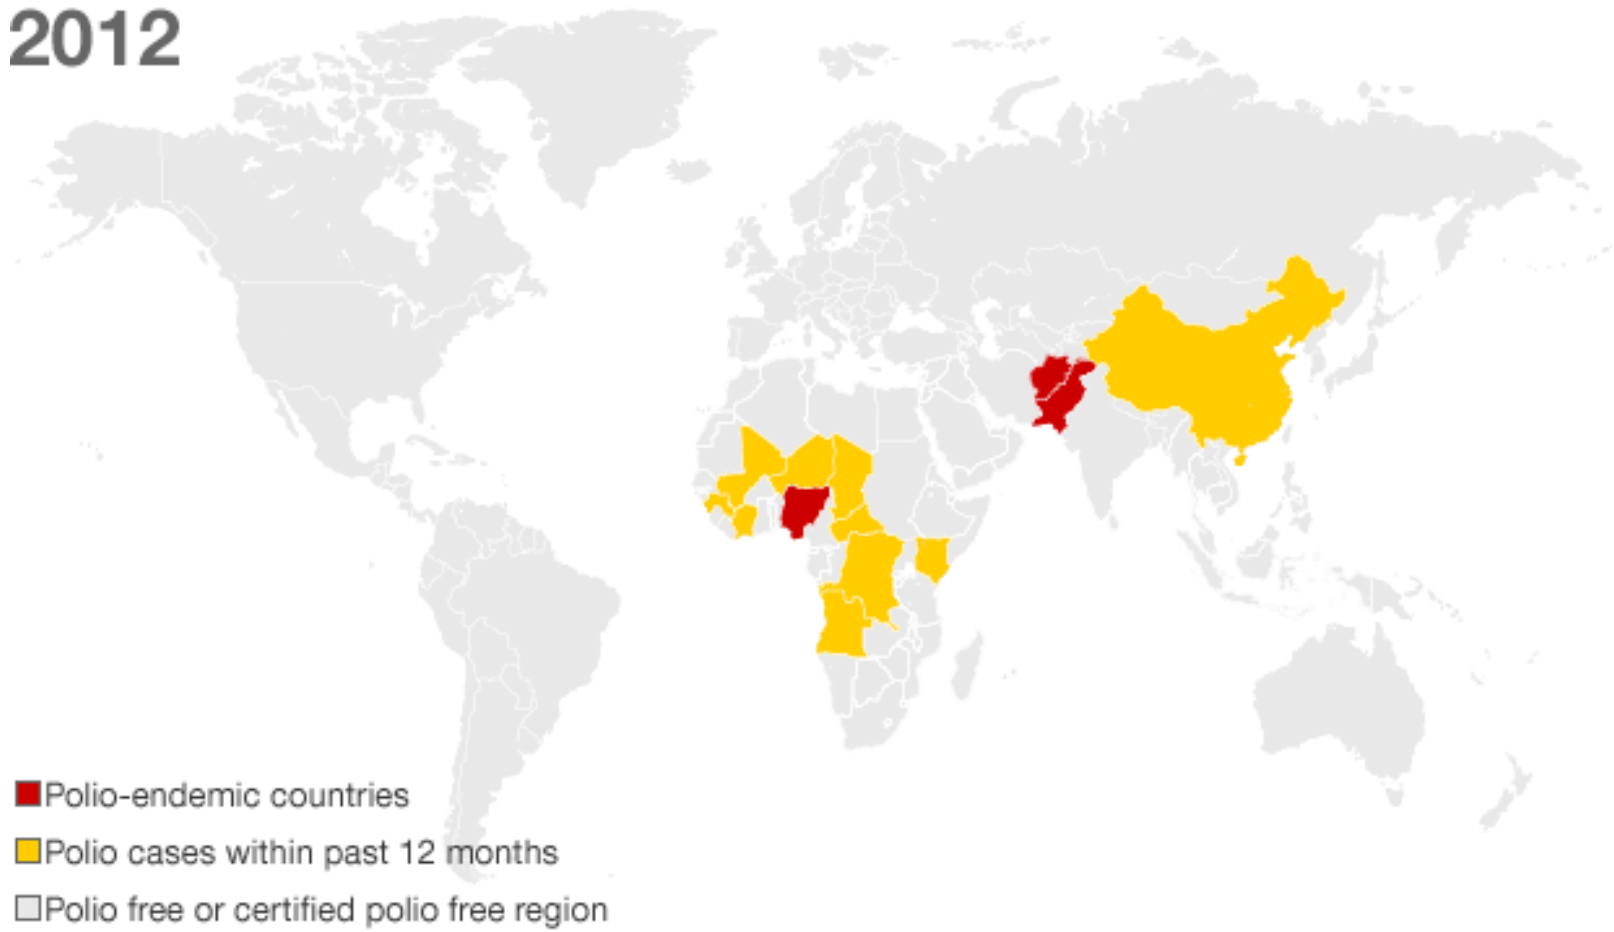 2012
Polio-endemic countries
Polio cases within past 12 months
Polio free or certified polio free region